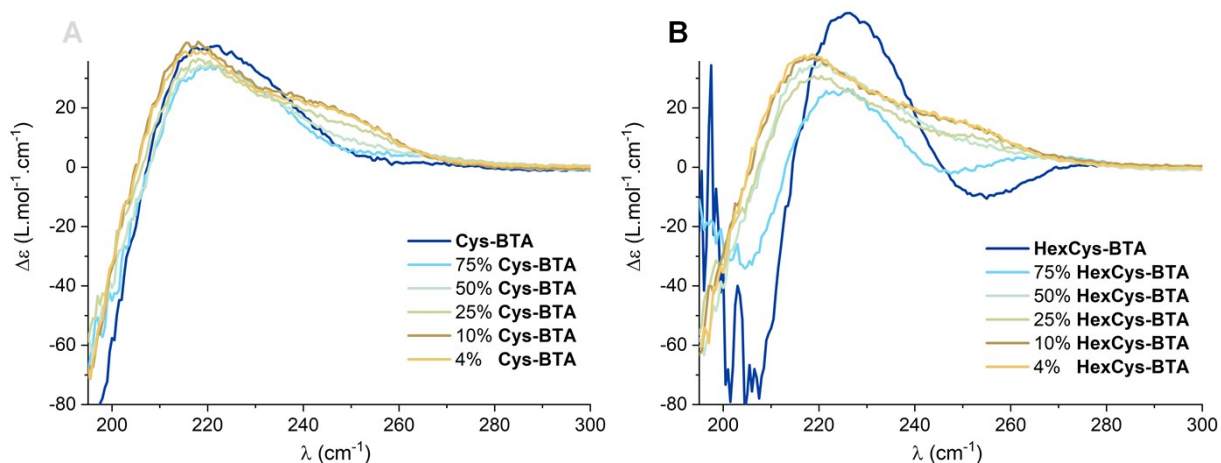 A
20
0
-20
-40
-60
-80
200 220 240 260 280 300
Δε (L.mol⁻¹.cm⁻¹)
λ (cm⁻¹)
Cys-BTA
75% Cys-BTA
50% Cys-BTA
25% Cys-BTA
10% Cys-BTA
4% Cys-BTA
B
20
0
-20
-40
-60
-80
200 220 240 260 280 300
Δε (L.mol⁻¹.cm⁻¹)
λ (cm⁻¹)
HexCys-BTA
75% HexCys-BTA
50% HexCys-BTA
25% HexCys-BTA
10% HexCys-BTA
4% HexCys-BTA